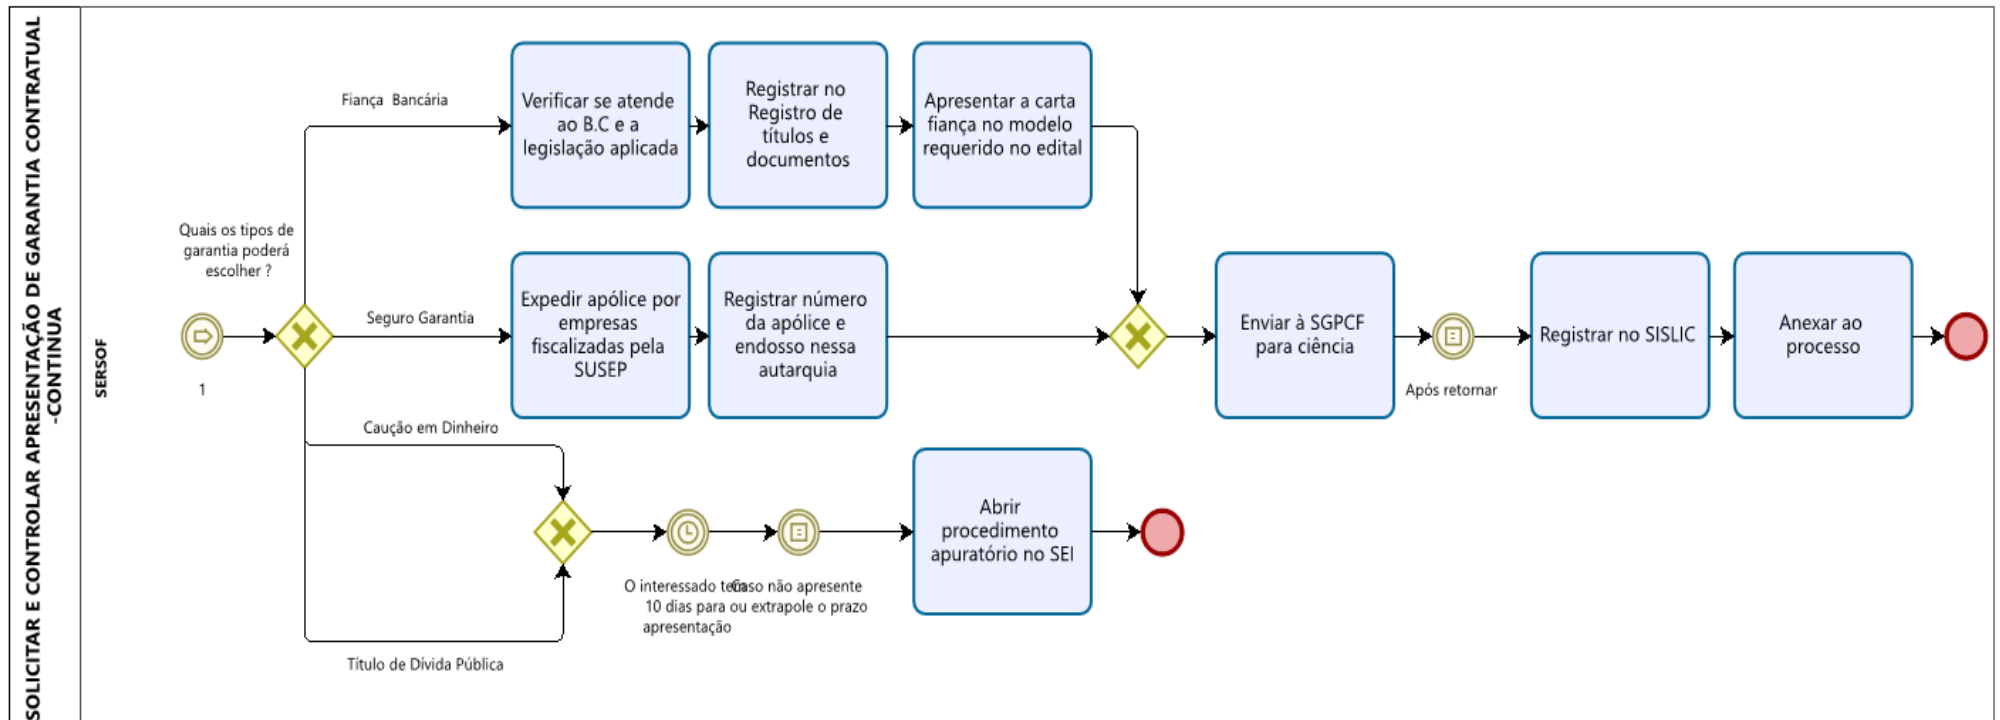 SOLICITAR E CONTROLAR APRESENTAÇÃO DE GARANTIA CONTRATUAL
-CONTINUA
SERSOF
1
Quais os tipos de
garantia poderá
escolher ?
Fiança Bancária
Verificar se atende
ao B.C e a
legislação aplicada
Registrar no
Registro de
títulos e
documentos
Apresentar a carta
fiança no modelo
requerido no edital
Seguro Garantia
Expedir apólice por
empresas
fiscalizadas pela
SUSEP
Registrar número
da apólice e
endosso nessa
autarquia
Enviar à SGPCF
para ciência
Após retornar
Registrar no SISLIC
Anexar ao
processo
Caução em Dinheiro
Título de Dívida Pública
O interessado tem
10 dias para
apresentação
Caso não apresente
ou extrapole o prazo
Abrir
procedimento
apuratório no SEI